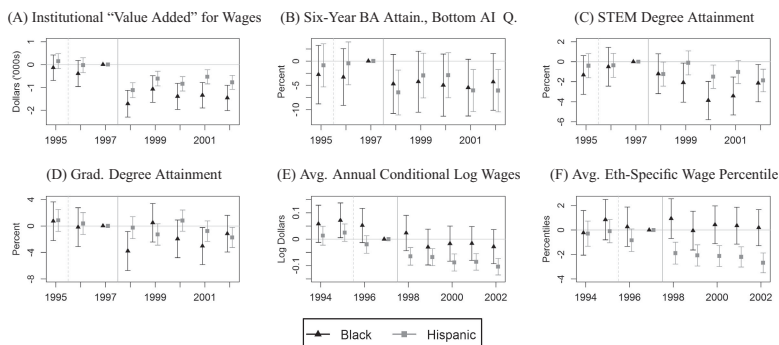 (A) Institutional “Value Added” for Wages
(B) Six-Year BA Attain., Bottom AI Q.
(C) STEM Degree Attainment
Dollars ('000s)
1
0
-1
-2
1995 1997 1999 2001
Percent
5
0
-5
-10
1995 1997 1999 2001
Percent
2
0
-2
-4
-6
1995 1997 1999 2001
(D) Grad. Degree Attainment
(E) Avg. Annual Conditional Log Wages
(F) Avg. Eth-Specific Wage Percentile
Percent
4
0
-4
-8
1995 1997 1999 2001
Log Dollars
0.1
0.0
-0.1
1994 1996 1998 2000 2002
Percentiles
2
0
-2
-4
1994 1996 1998 2000 2002
Black Hispanic